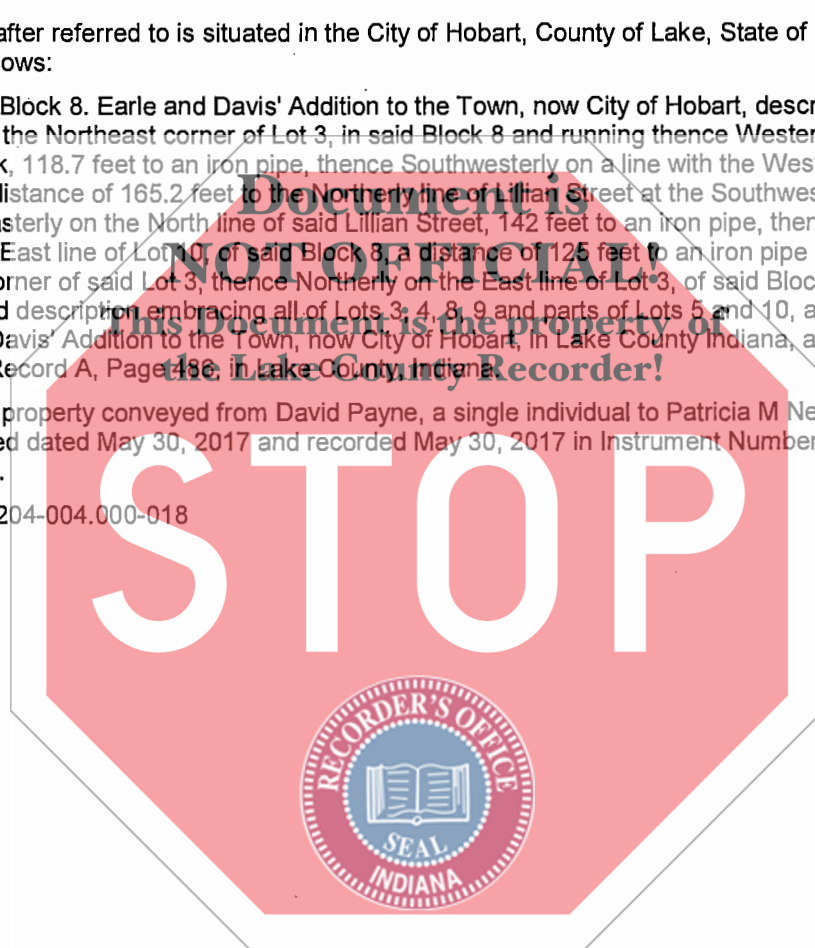 after referred to is situated in the City of Hobart, County of Lake, State of
ows:
Block 8. Earle and Davis' Addition to the Town, now City of Hobart, descr
the Northeast corner of Lot 3, in said Block 8 and running thence Wester
k, 118.7 feet to an iron pipe, thence Southwesterly on a line with the Wes
distance of 165.2 feet to the Northerly line of Lillian Street at the Southwes
sterly on the North line of said Lillian Street, 142 feet to an iron pipe, then
East line of Lot 10, of said Block 8, a distance of 125 feet to an iron pipe
orner of said Lot 3, thence Northerly on the East line of Lot 3, of said Bloc
d description embracing all of Lots 3, 4, 8, 9 and parts of Lots 5 and 10, a
Davis' Addition to the Town, now City of Hobart, in Lake County Indiana, a
Record A, Page 486, in Lake County, Indiana.
property conveyed from David Payne, a single individual to Patricia M Ne
ed dated May 30, 2017 and recorded May 30, 2017 in Instrument Number
.
204-004.000-018
Document is
NOT OFFICIAL!
This Document is the property of
the Lake County Recorder!
STOP
RECORDER'S OFFICE
SEAL
INDIANA